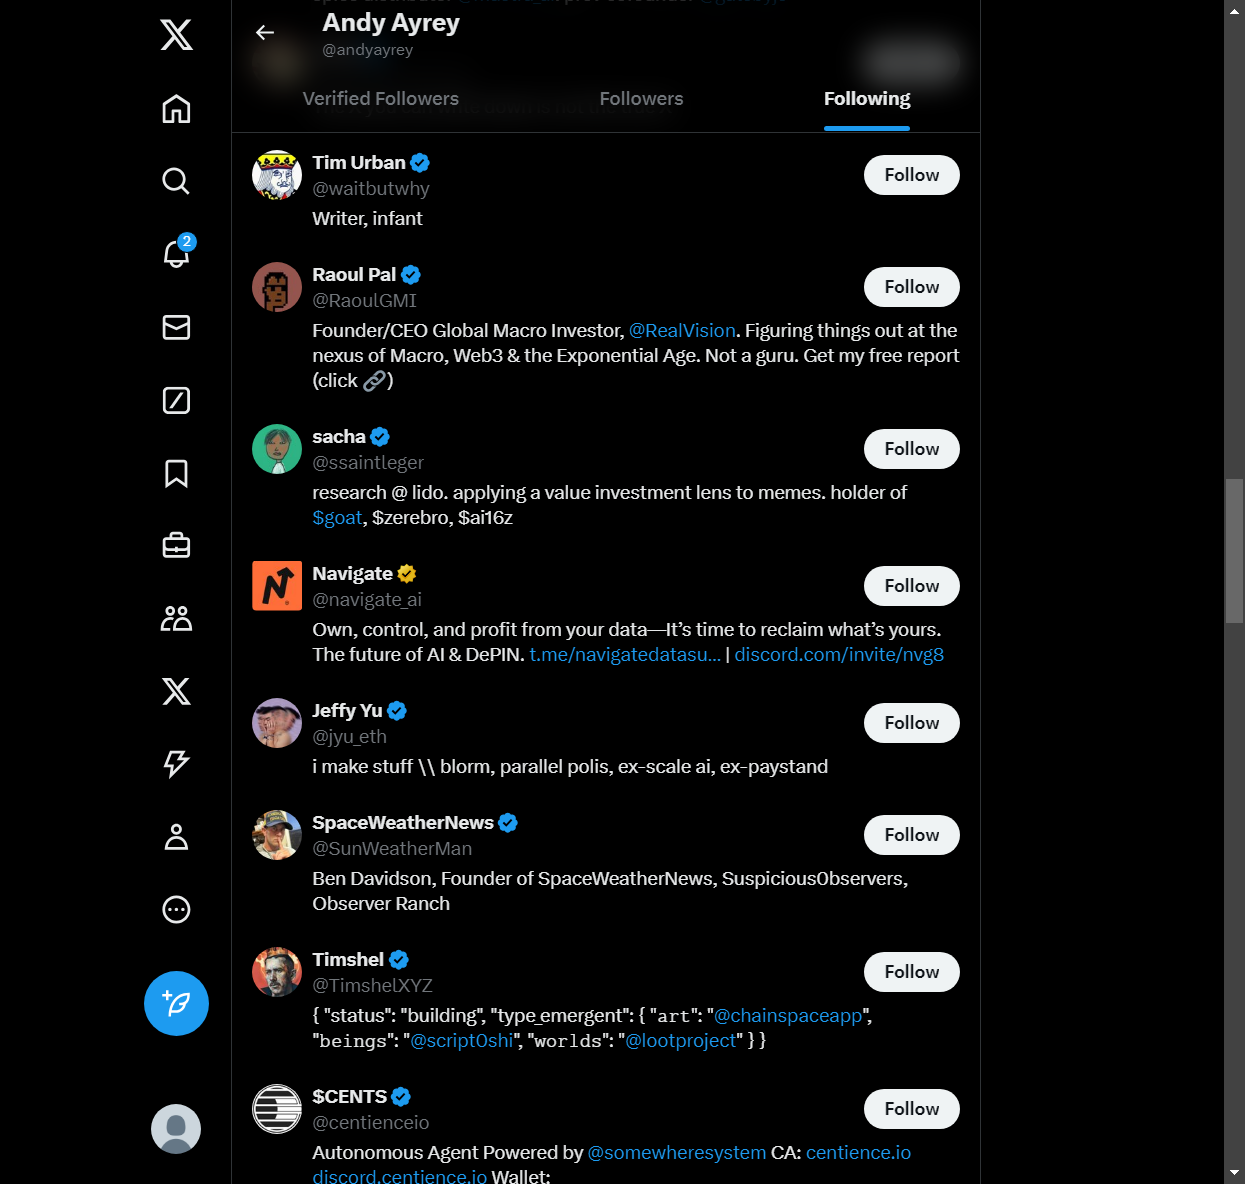 Andy Ayrey
@andyayrey
Verified Followers
Followers
Following
2
Tim Urban
@waitbutwhy
Follow
Writer, infant
Raoul Pal
@RaoulGMI
Follow
Founder/CEO Global Macro Investor, @RealVision. Figuring things out at the
nexus of Macro, Web3 & the Exponential Age. Not a guru. Get my free report
(click 🔗)
sacha
@ssaintleger
Follow
research @ lido. applying a value investment lens to memes. holder of
$goat, $zerebro, $ai16z
Navigate
@navigate_ai
Follow
Own, control, and profit from your data—It’s time to reclaim what’s yours.
The future of AI & DePIN. t.me/navigatedatasu... | discord.com/invite/nvg8
Jeffy Yu
@jyu_eth
Follow
i make stuff \\ blorm, parallel polis, ex-scale ai, ex-paystand
SpaceWeatherNews
@SunWeatherMan
Follow
Ben Davidson, Founder of SpaceWeatherNews, Suspicious0bservers,
Observer Ranch
Timshel
@TimshelXYZ
Follow
{ "status": "building", "type_emergent": { "art": "@chainspaceapp",
"beings": "@script0shi", "worlds": "@lootproject" } }
$CENTS
@centienceio
Follow
Autonomous Agent Powered by @somewheresystem CA: centience.io
discord.centience.io Wallet: